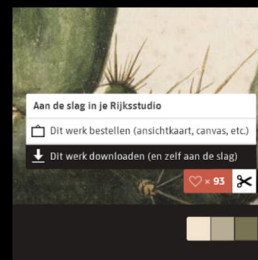 Aan de slag in je Rijksstudio
Dit werk bestellen (ansichtkaart, canvas, etc.)
Dit werk downloaden (en zelf aan de slag)
× 93